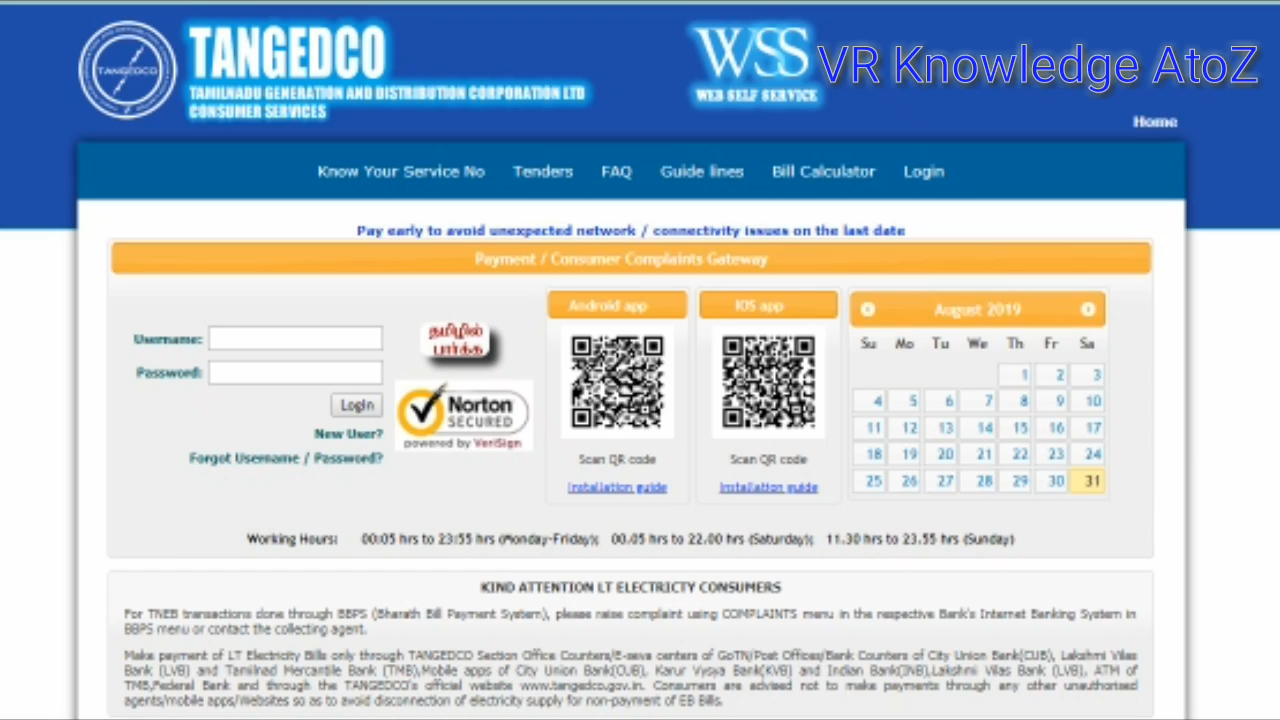 TANGEDCO
TAMILNADU GENERATION AND DISTRIBUTION CORPORATION LTD
CONSUMER SERVICES
TANGEDCO
WSS
WEB SELF SERVICE
VR Knowledge AtoZ
Home
Know Your Service No Tenders FAQ Guide lines Bill Calculator Login
Pay early to avoid unexpected network / connectivity issues on the last date
Payment / Consumer Complaints Gateway
Username:
Password:
Login
New User?
Forgot Username / Password?
தமிழில்
பார்க்க
Norton
SECURED
powered by VeriSign
Android app
Scan QR code
Installation guide
IOS app
Scan QR code
Installation guide
August 2019
Su Mo Tu We Th Fr Sa
1 2 3
4 5 6 7 8 9 10
11 12 13 14 15 16 17
18 19 20 21 22 23 24
25 26 27 28 29 30 31
Working Hours: 00:05 hrs to 23:55 hrs (Monday-Friday); 00.05 hrs to 22.00 hrs (Saturday); 11.30 hrs to 23.55 hrs (Sunday)
KIND ATTENTION LT ELECTRICTY CONSUMERS
For TNEB transactions done through BBPS (Bharath Bill Payment System), please raise complaint using COMPLAINTS menu in the respective Bank's Internet Banking System in
BBPS menu or contact the collecting agent.
Make payment of LT Electricity Bills only through TANGEDCO Section Office Counters/E-seva centers of GoTN/Post Offices/Bank Counters of City Union Bank(CUB), Lakshmi Vilas
Bank (LVB) and Tamilnad Mercantile Bank (TMB),Mobile apps of City Union Bank(CUB), Karur Vysya Bank(KVB) and Indian Bank(INB),Lakshmi Vilas Bank (LVB), ATM of
TMB,Federal Bank and through the TANGEDCO's official website www.tangedco.gov.in. Consumers are advised not to make payments through any other unauthorised
agents/mobile apps/Websites so as to avoid disconnection of electricity supply for non-payment of EB Bills.